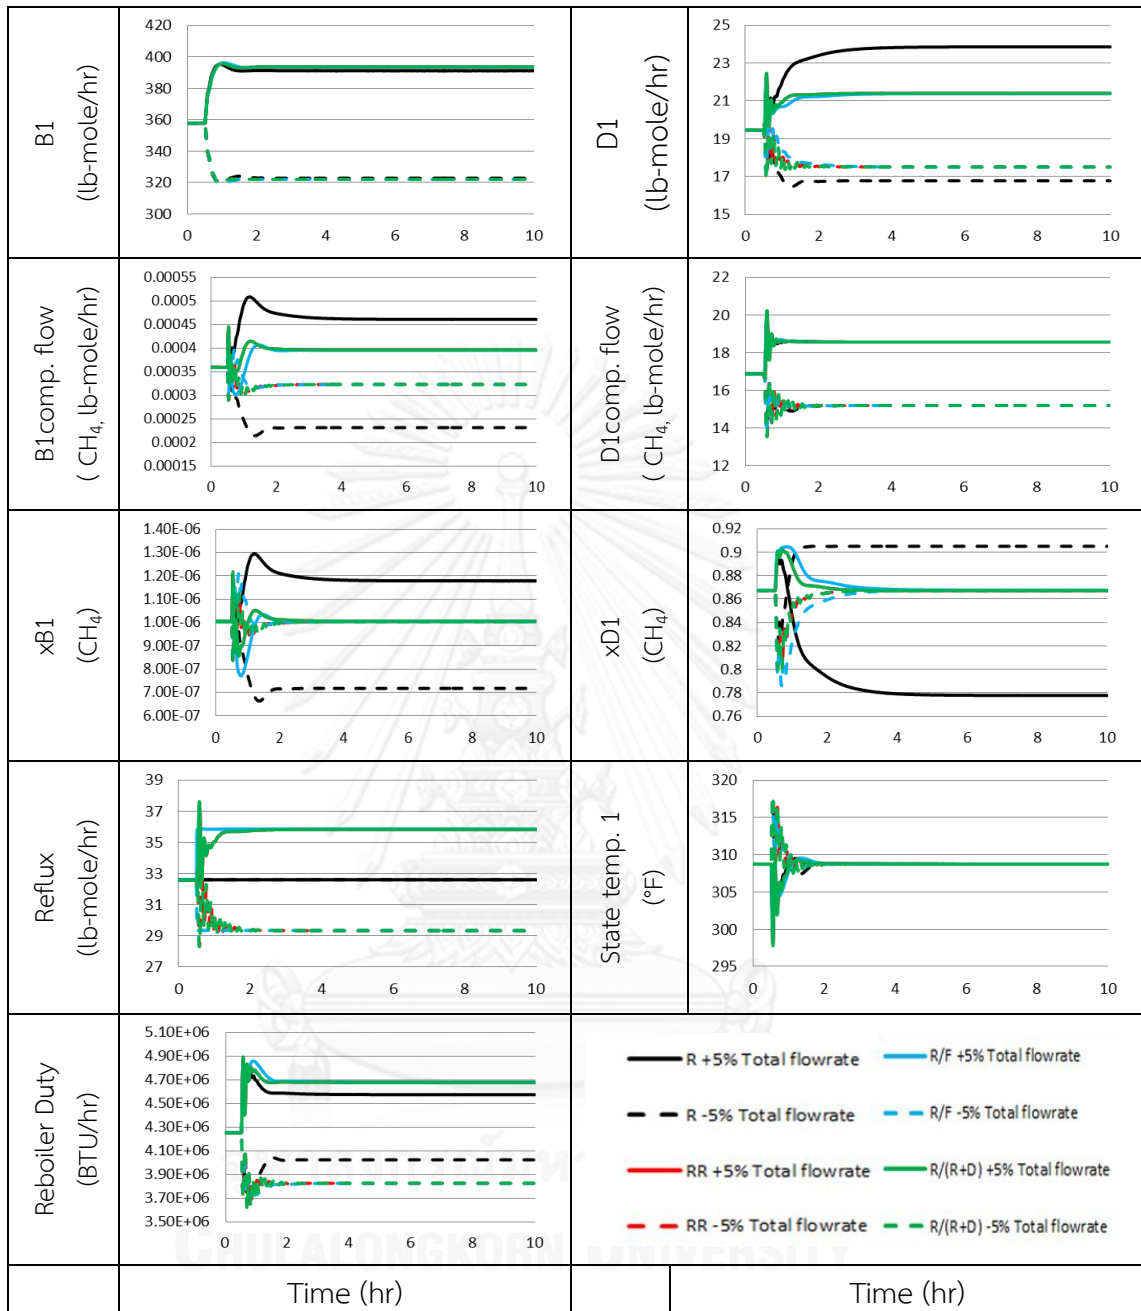 B1
(lb-mole/hr)
420
400
380
360
340
320
300
0 2 4 6 8 10
D1
(lb-mole/hr)
25
23
21
19
17
15
0 2 4 6 8 10
B1comp. flow
( CH4, lb-mole/hr)
0.00055
0.0005
0.00045
0.0004
0.00035
0.0003
0.00025
0.0002
0.00015
0 2 4 6 8 10
D1comp. flow
( CH4, lb-mole/hr)
22
20
18
16
14
12
0 2 4 6 8 10
xB1
(CH4)
1.40E-06
1.30E-06
1.20E-06
1.10E-06
1.00E-06
9.00E-07
8.00E-07
7.00E-07
6.00E-07
0 2 4 6 8 10
xD1
(CH4)
0.92
0.9
0.88
0.86
0.84
0.82
0.8
0.78
0.76
0 2 4 6 8 10
Reflux
(lb-mole/hr)
39
37
35
33
31
29
27
0 2 4 6 8 10
State temp. 1
(°F)
320
315
310
305
300
295
0 2 4 6 8 10
Reboiler Duty
(BTU/hr)
5.10E+06
4.90E+06
4.70E+06
4.50E+06
4.30E+06
4.10E+06
3.90E+06
3.70E+06
3.50E+06
0 2 4 6 8 10
R +5% Total flowrate
R/F +5% Total flowrate
R -5% Total flowrate
R/F -5% Total flowrate
RR +5% Total flowrate
R/(R+D) +5% Total flowrate
RR -5% Total flowrate
R/(R+D) -5% Total flowrate
CHULALONGKORN UNIVERSITY
Time (hr)
Time (hr)